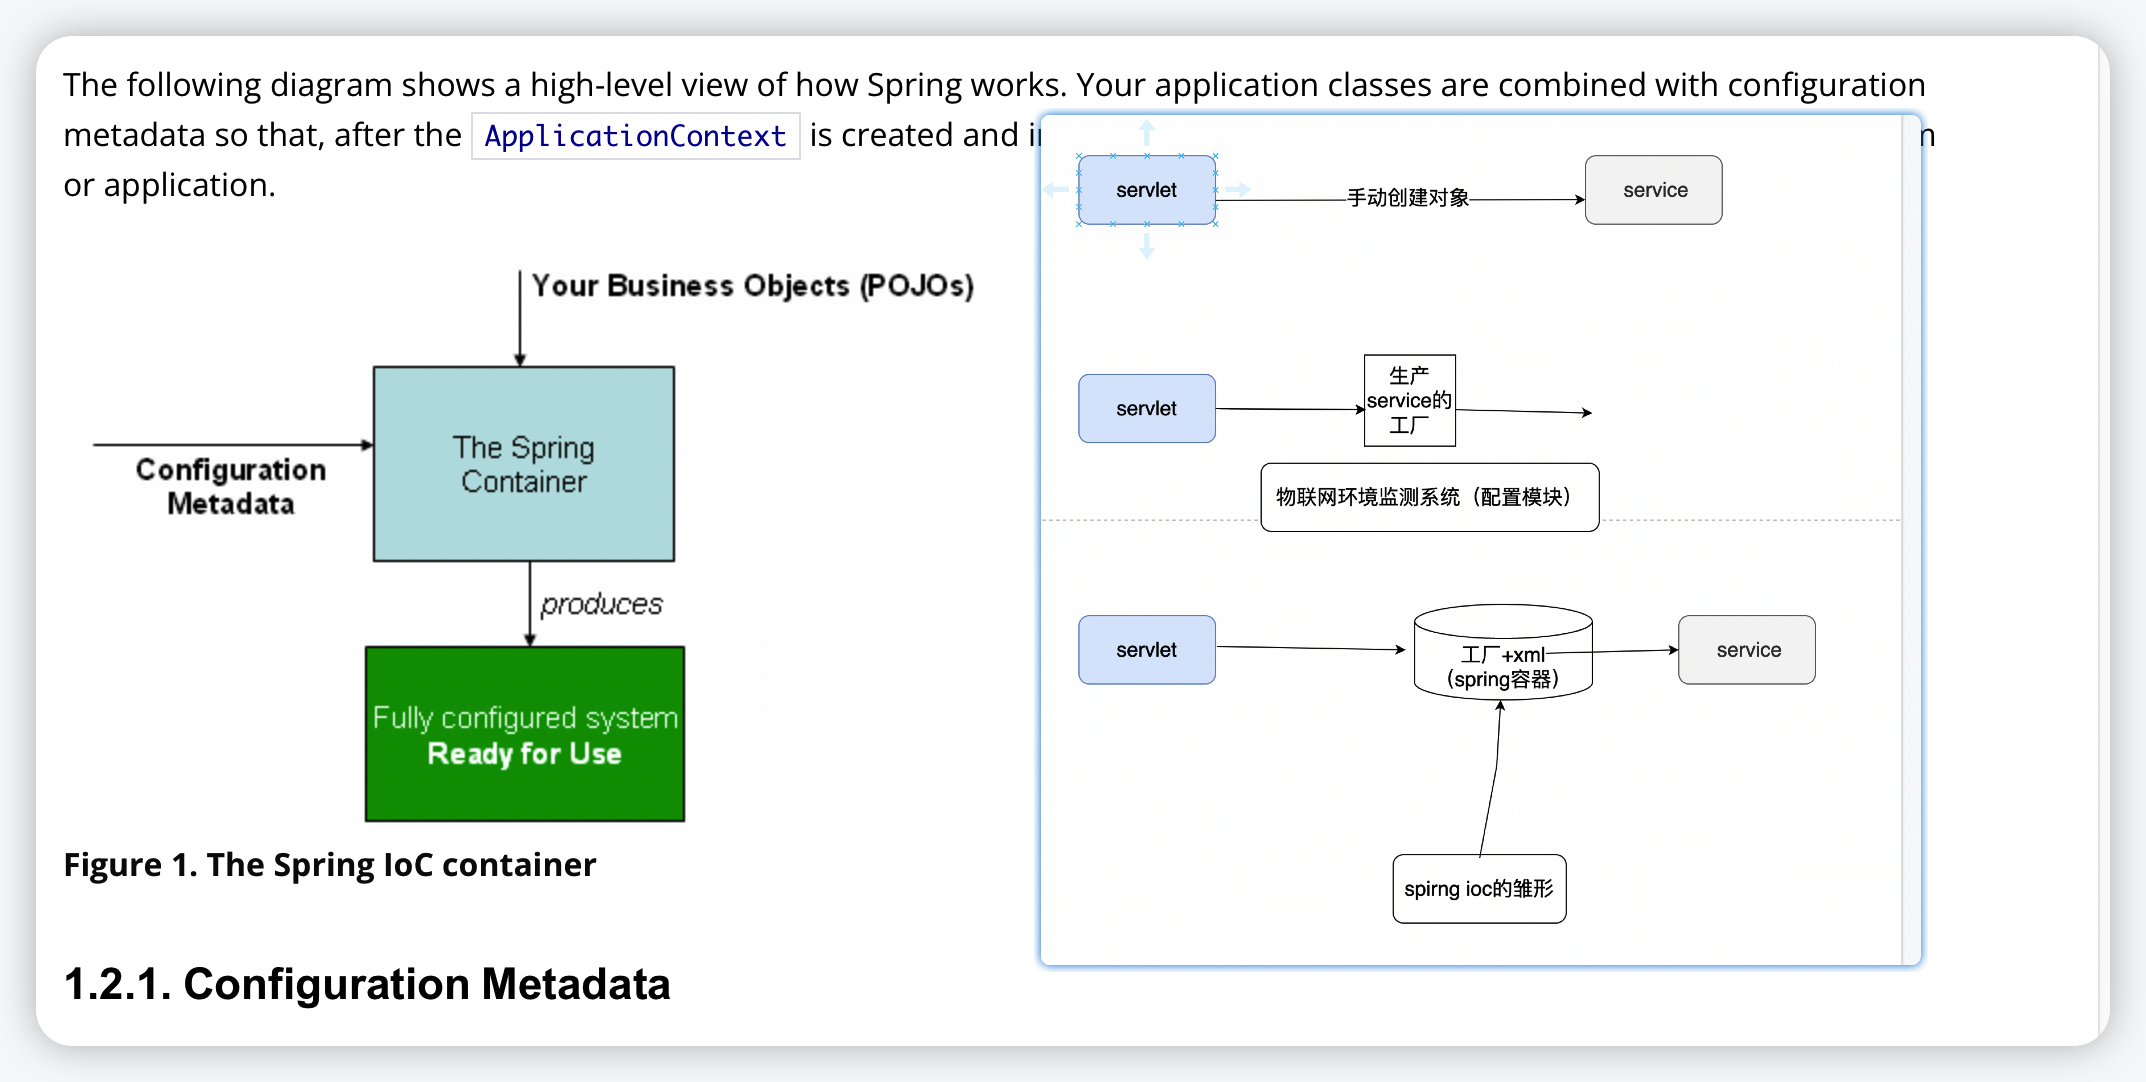 The following diagram shows a high-level view of how Spring works. Your application classes are combined with configuration
metadata so that, after the ApplicationContext is created and
or application.
Your Business Objects (POJOs)
Configuration
Metadata
The Spring
Container
produces
Fully configured system
Ready for Use
Figure 1. The Spring IoC container
1.2.1. Configuration Metadata
servlet
手动创建对象
service
servlet
生产
service的
工厂
物联网环境监测系统（配置模块）
servlet
工厂+xml
(spring容器)
service
spirng ioc的雏形